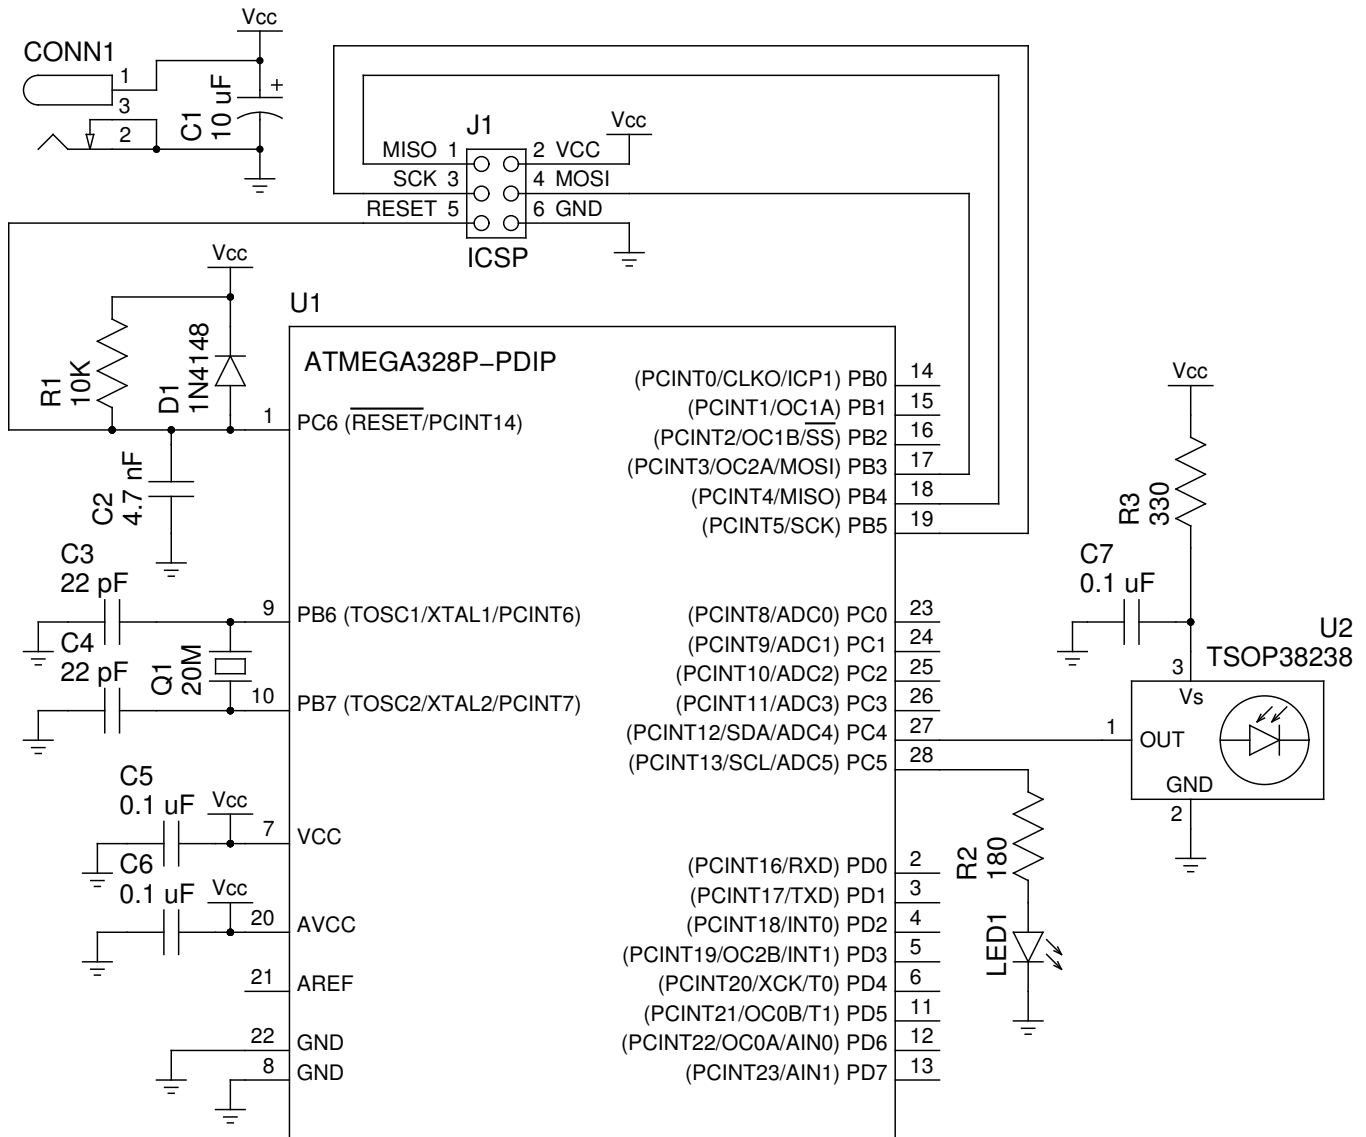 Vcc
CONN1
1
3
2
C1
10 uF
+
J1
Vcc
MISO 1
2 VCC
SCK 3
4 MOSI
RESET 5
6 GND
ICSP
Vcc
R1
10K
D1
1N4148
C2
4.7 nF
U1
ATMEGA328P-PDIP
1 PC6 (RESET/PCINT14)
(PCINT0/CLKO/ICP1) PB0 14
(PCINT1/OC1A) PB1 15
(PCINT2/OC1B/SS) PB2 16
(PCINT3/OC2A/MOSI) PB3 17
(PCINT4/MISO) PB4 18
(PCINT5/SCK) PB5 19
C3
22 pF
9 PB6 (TOSC1/XTAL1/PCINT6)
C4
22 pF
Q1
20M
10 PB7 (TOSC2/XTAL2/PCINT7)
(PCINT8/ADC0) PC0 23
(PCINT9/ADC1) PC1 24
(PCINT10/ADC2) PC2 25
(PCINT11/ADC3) PC3 26
(PCINT12/SDA/ADC4) PC4 27
(PCINT13/SCL/ADC5) PC5 28
Vcc
R3
330
C7
0.1 uF
U2
TSOP38238
3
Vs
1
OUT
GND
2
C5
0.1 uF
Vcc
7 VCC
C6
0.1 uF
Vcc
20 AVCC
21 AREF
22 GND
8 GND
R2
180
LED1
(PCINT16/RXD) PD0 2
(PCINT17/TXD) PD1 3
(PCINT18/INT0) PD2 4
(PCINT19/OC2B/INT1) PD3 5
(PCINT20/XCK/T0) PD4 6
(PCINT21/OC0B/T1) PD5 11
(PCINT22/OC0A/AIN0) PD6 12
(PCINT23/AIN1) PD7 13